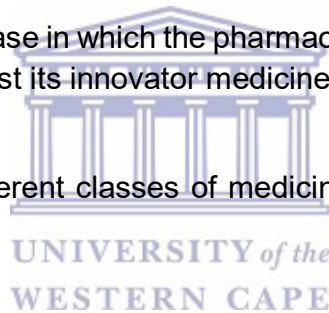 ase in which the pharmac
st its innovator medicine
erent classes of medicin
UNIVERSITY of the
WESTERN CAPE